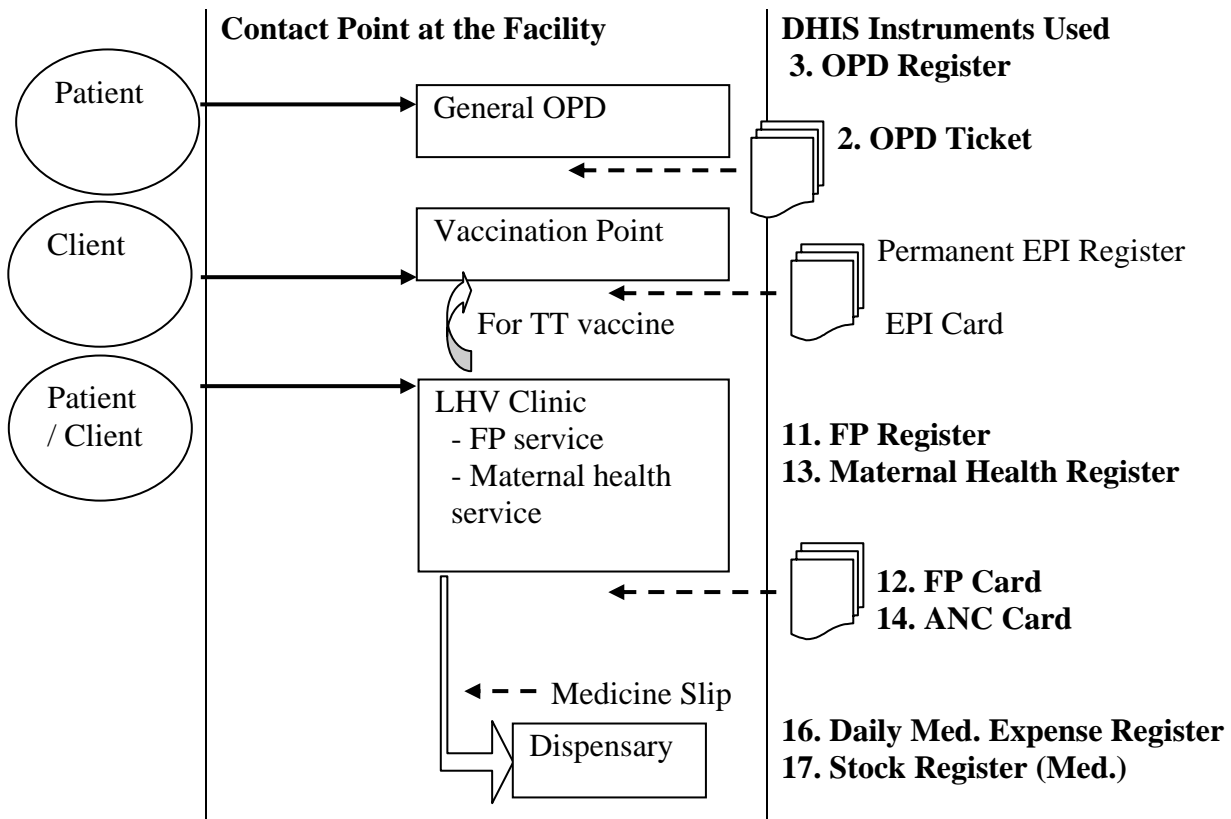 Contact Point at the Facility
DHIS Instruments Used
3. OPD Register
Patient
General OPD
2. OPD Ticket
Client
Vaccination Point
Permanent EPI Register
For TT vaccine
EPI Card
Patient
/ Client
LHV Clinic
- FP service
- Maternal health
service
11. FP Register
13. Maternal Health Register
12. FP Card
14. ANC Card
Medicine Slip
Dispensary
16. Daily Med. Expense Register
17. Stock Register (Med.)